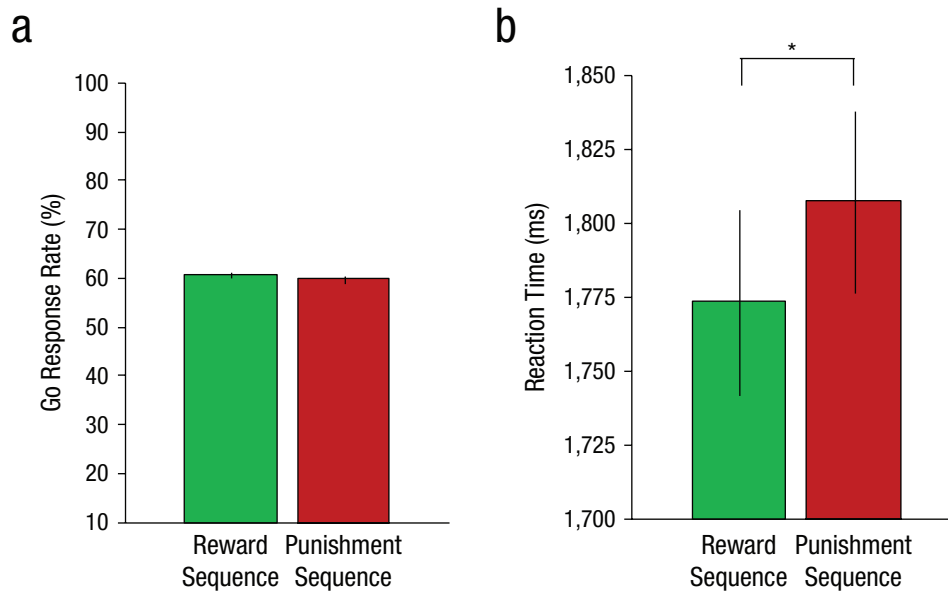 a
100
90
80
70
60
50
40
30
20
10
Go Response Rate (%)
Reward
Sequence
Punishment
Sequence
b
*
1,850
1,825
1,800
1,775
1,750
1,725
1,700
Reaction Time (ms)
Reward
Sequence
Punishment
Sequence